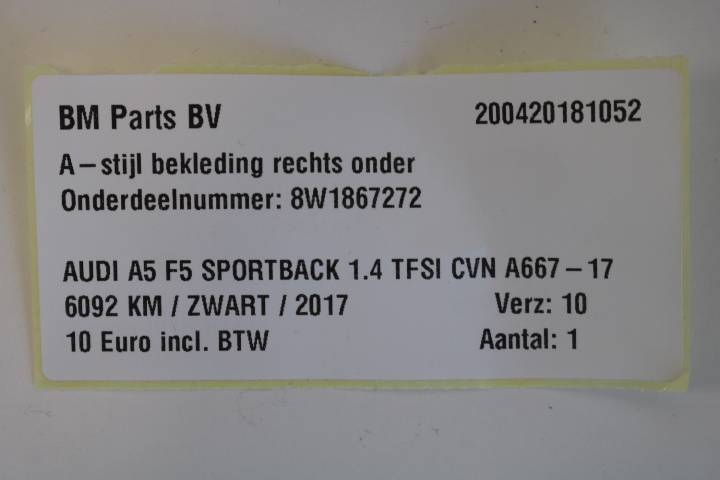 BM Parts BV 200420181052
A-stijl bekleding rechts onder
Onderdeelnummer: 8W1867272
AUDI A5 F5 SPORTBACK 1.4 TFSI CVN A667-17
6092 KM / ZWART / 2017 Verz: 10
10 Euro incl. BTW Aantal: 1